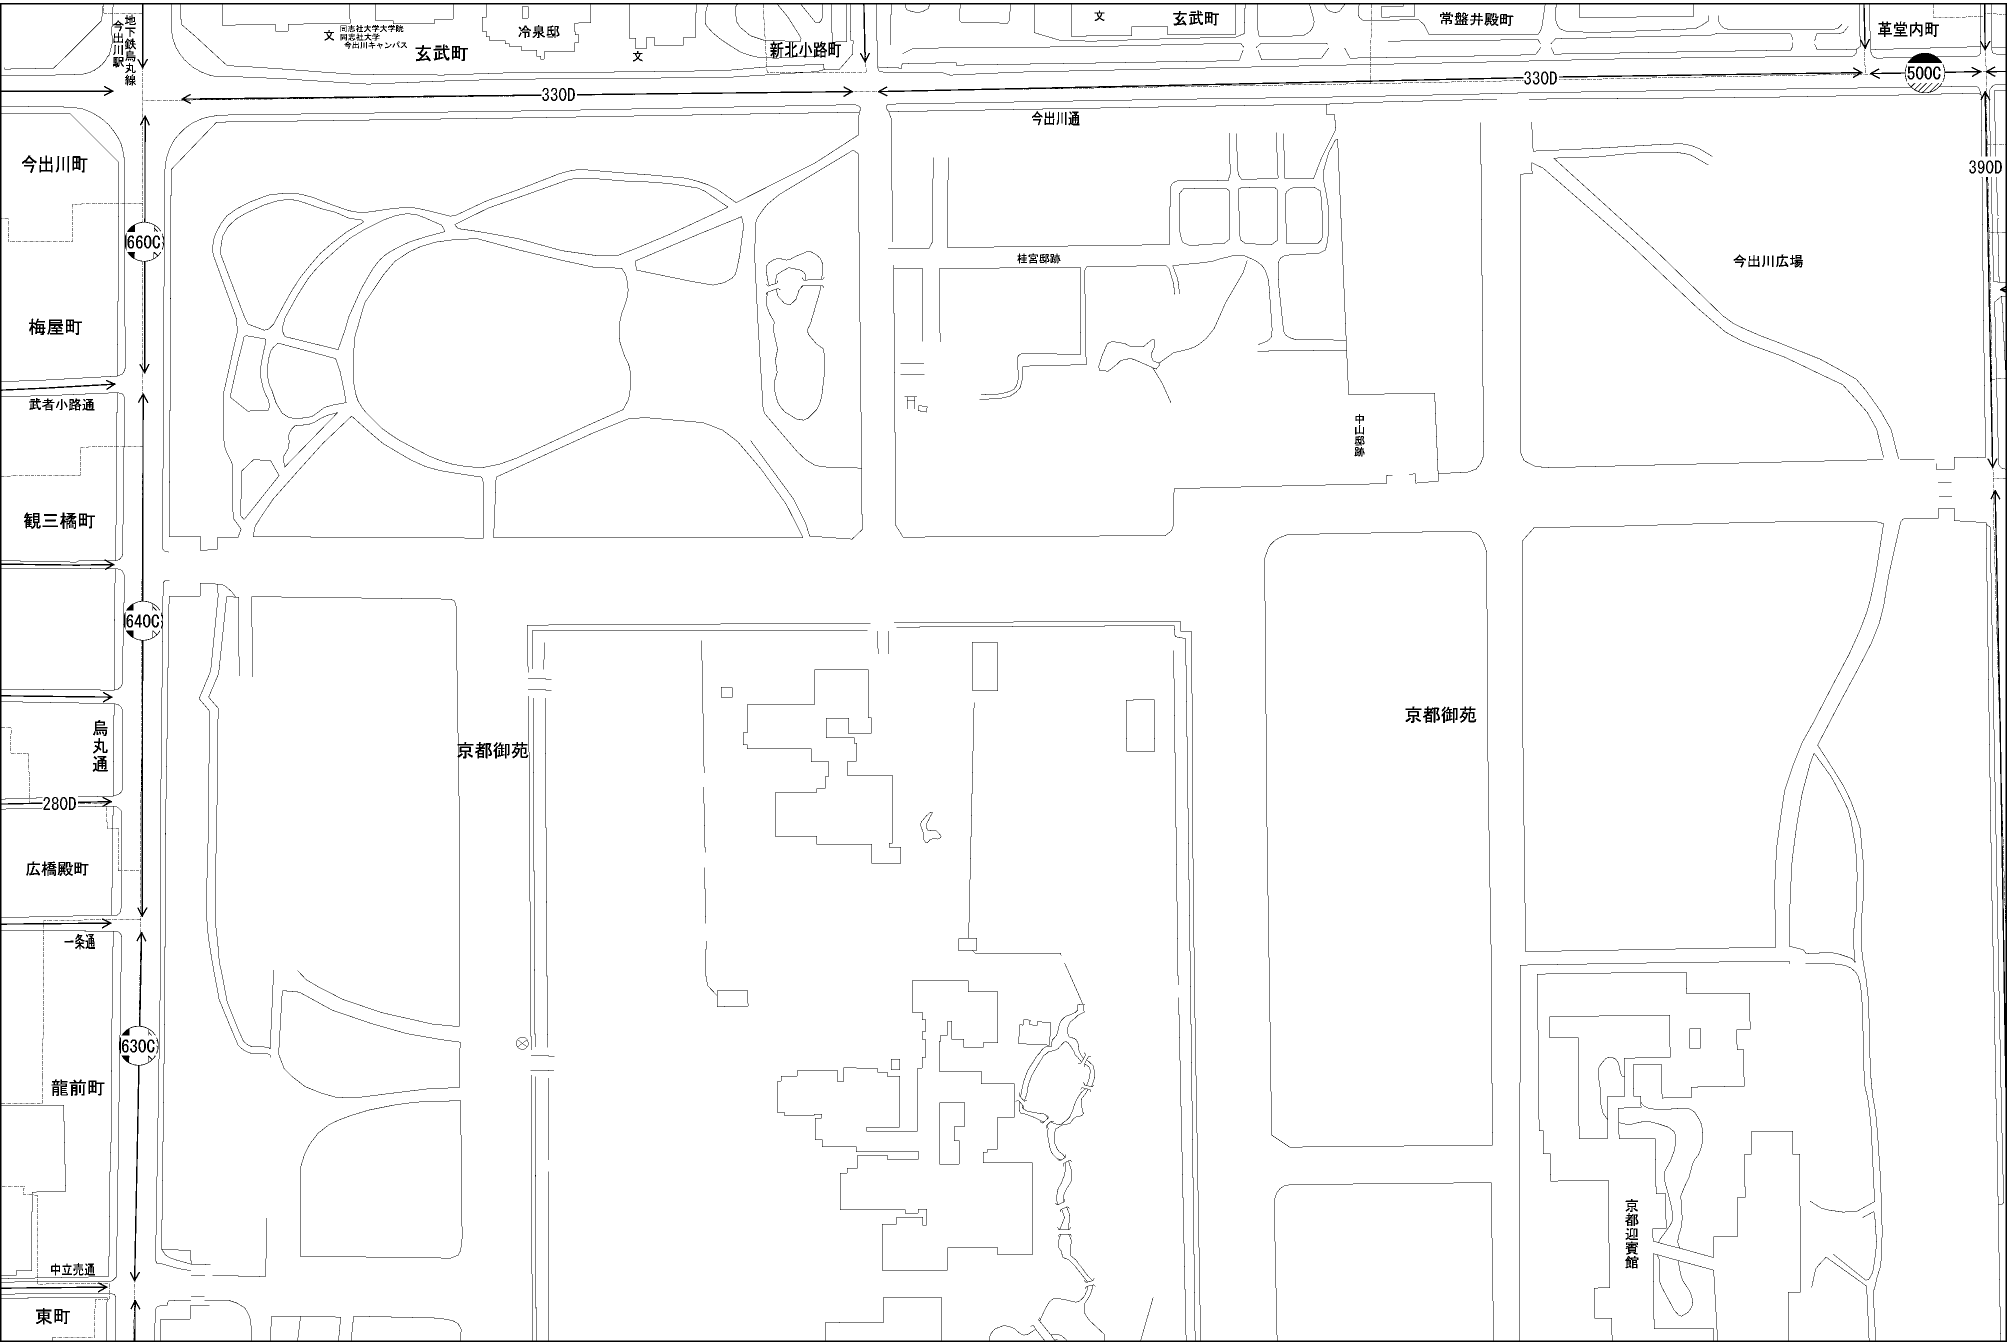 地下鉄烏丸線
今出川駅
文
同志社大学大学院
同志社大学
今出川キャンパス
玄武町
冷泉邸
文
新北小路町
文
玄武町
常盤井殿町
革堂内町
330D
330D
500C
今出川通
今出川町
390D
660C
桂宮邸跡
今出川広場
梅屋町
武者小路通
中山邸跡
観三橘町
640C
烏丸通
京都御苑
京都御苑
280D
広橋殿町
一条通
630C
龍前町
京都迎賓館
中立売通
東町